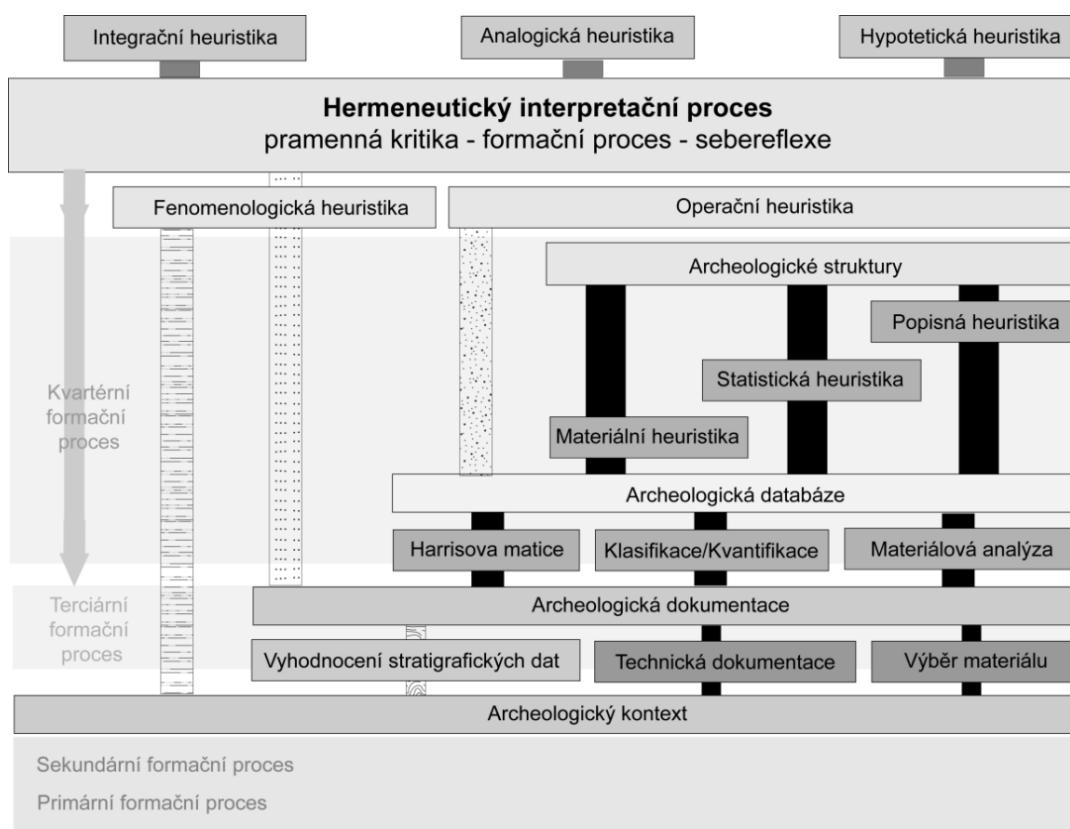 Integrační heuristika
Analogická heuristika
Hypotetická heuristika
Hermeneutický interpretační proces
pramenná kritika - formační proces - sebereflexe
Fenomenologická heuristika
Operační heuristika
Archeologické struktury
Popisná heuristika
Statistická heuristika
Kvartérní
formační
proces
Materiální heuristika
Archeologická databáze
Harrisova matice
Klasifikace/Kvantifikace
Materiálová analýza
Archeologická dokumentace
Terciární
formační
proces
Vyhodnocení stratigrafických dat
Technická dokumentace
Výběr materiálu
Archeologický kontext
Sekundární formační proces
Primární formační proces